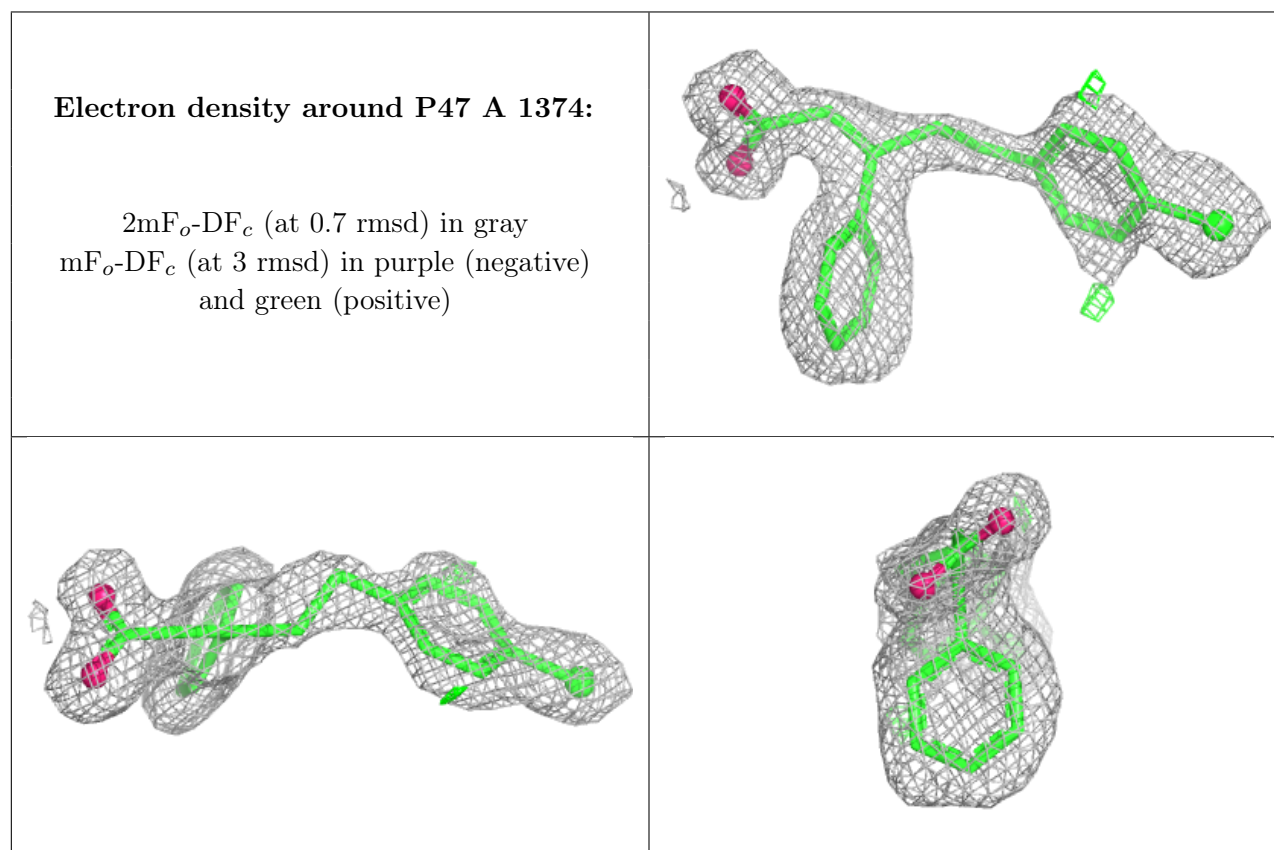 Electron density around P47 A 1374:
2mFo-DFc (at 0.7 rmsd) in gray
mFo-DFc (at 3 rmsd) in purple (negative)
and green (positive)